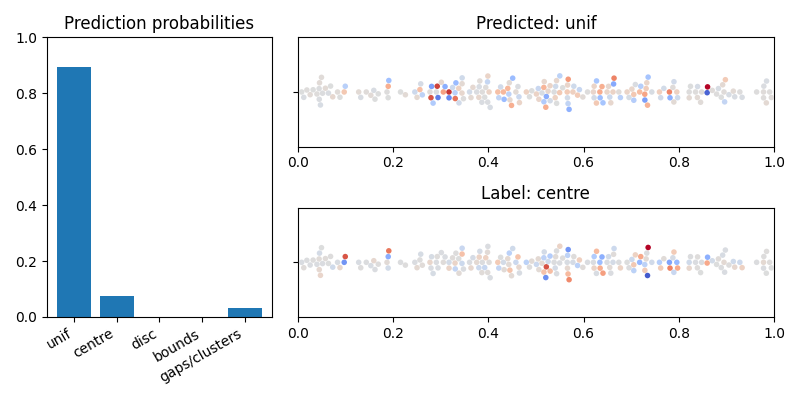 Prediction probabilities
1.0
0.8
0.6
0.4
0.2
0.0
unif
centre
disc
bounds
gaps/clusters
Predicted: unif
0.0 0.2 0.4 0.6 0.8 1.0
Label: centre
0.0 0.2 0.4 0.6 0.8 1.0